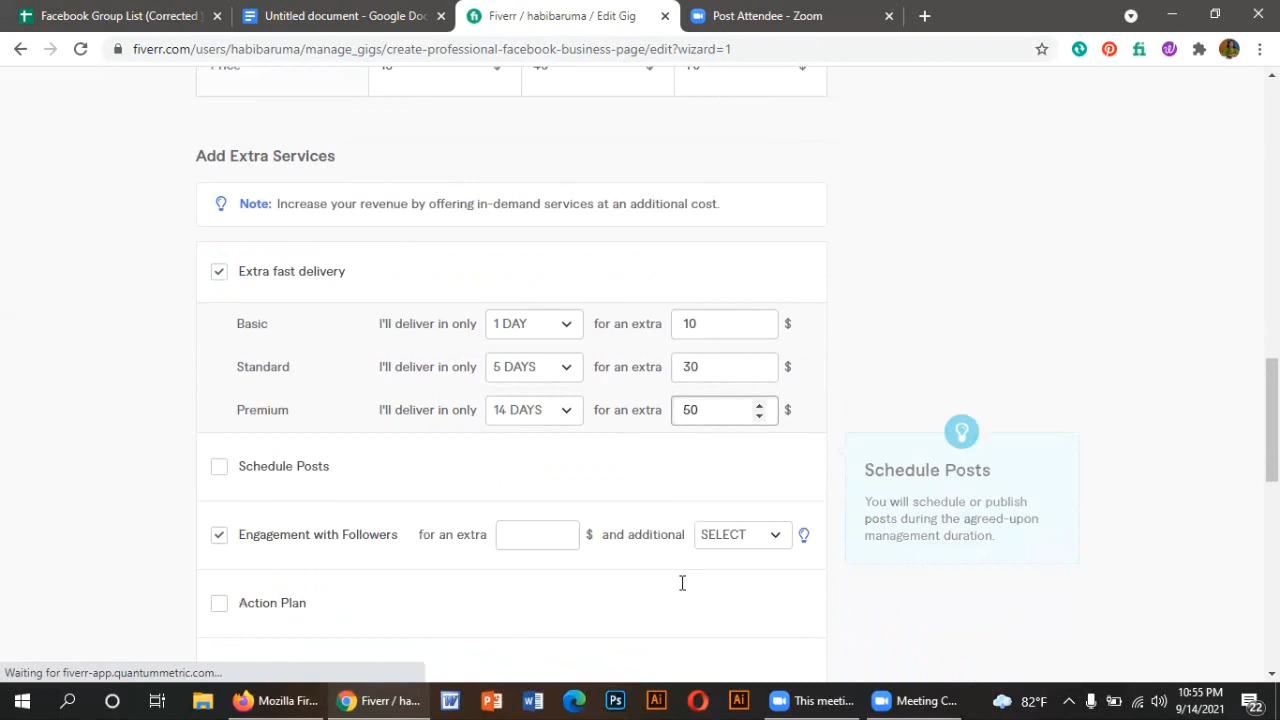 Facebook Group List (Corrected)
Untitled document - Google Doc
Fiverr / habibaruma / Edit Gig
Post Attendee - Zoom
fiverr.com/users/habibaruma/manage_gigs/create-professional-facebook-business-page/edit?wizard=1
Add Extra Services
Note: Increase your revenue by offering in-demand services at an additional cost.
Extra fast delivery
Basic I'll deliver in only 1 DAY for an extra 10 $
Standard I'll deliver in only 5 DAYS for an extra 30 $
Premium I'll deliver in only 14 DAYS for an extra 50 $
Schedule Posts
Schedule Posts
You will schedule or publish
posts during the agreed-upon
management duration.
Engagement with Followers for an extra $ and additional SELECT
Action Plan
Waiting for fiverr-app.quantummetric.com...
Mozilla Fir...
Fiverr / ha...
This meeti...
Meeting C...
82°F
10:55 PM
9/14/2021
22